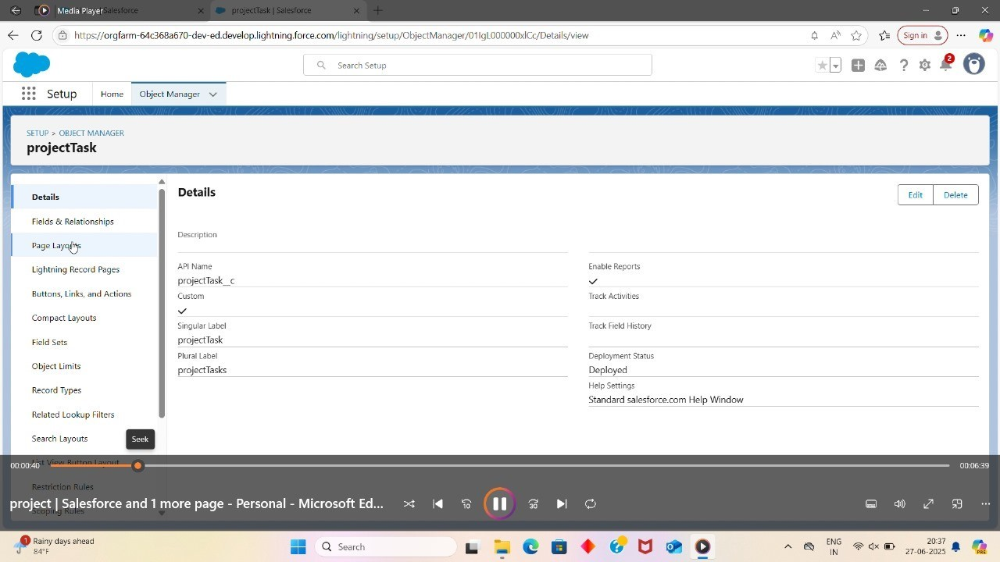 Media Player Salesforce
projectTask | Salesforce
https://orgfarm-64c368a670-dev-ed.develop.lightning.force.com/lightning/setup/ObjectManager/01IgL000000xlCc/Details/view
Sign in
Search Setup
2
Setup
Home
Object Manager
SETUP > OBJECT MANAGER
projectTask
Details
Fields & Relationships
Page Layouts
Lightning Record Pages
Buttons, Links, and Actions
Compact Layouts
Field Sets
Object Limits
Record Types
Related Lookup Filters
Search Layouts
List View Button Layout
Restriction Rules
Scoping Rules
Details
Edit
Delete
Description
API Name
projectTask__c
Custom
Singular Label
projectTask
Plural Label
projectTasks
Enable Reports
Track Activities
Track Field History
Deployment Status
Deployed
Help Settings
Standard salesforce.com Help Window
Seek
00:00:40
00:06:39
project | Salesforce and 1 more page - Personal - Microsoft Ed...
10
30
1
Rainy days ahead
84°F
Search
ENG
IN
20:37
27-06-2025
PRE